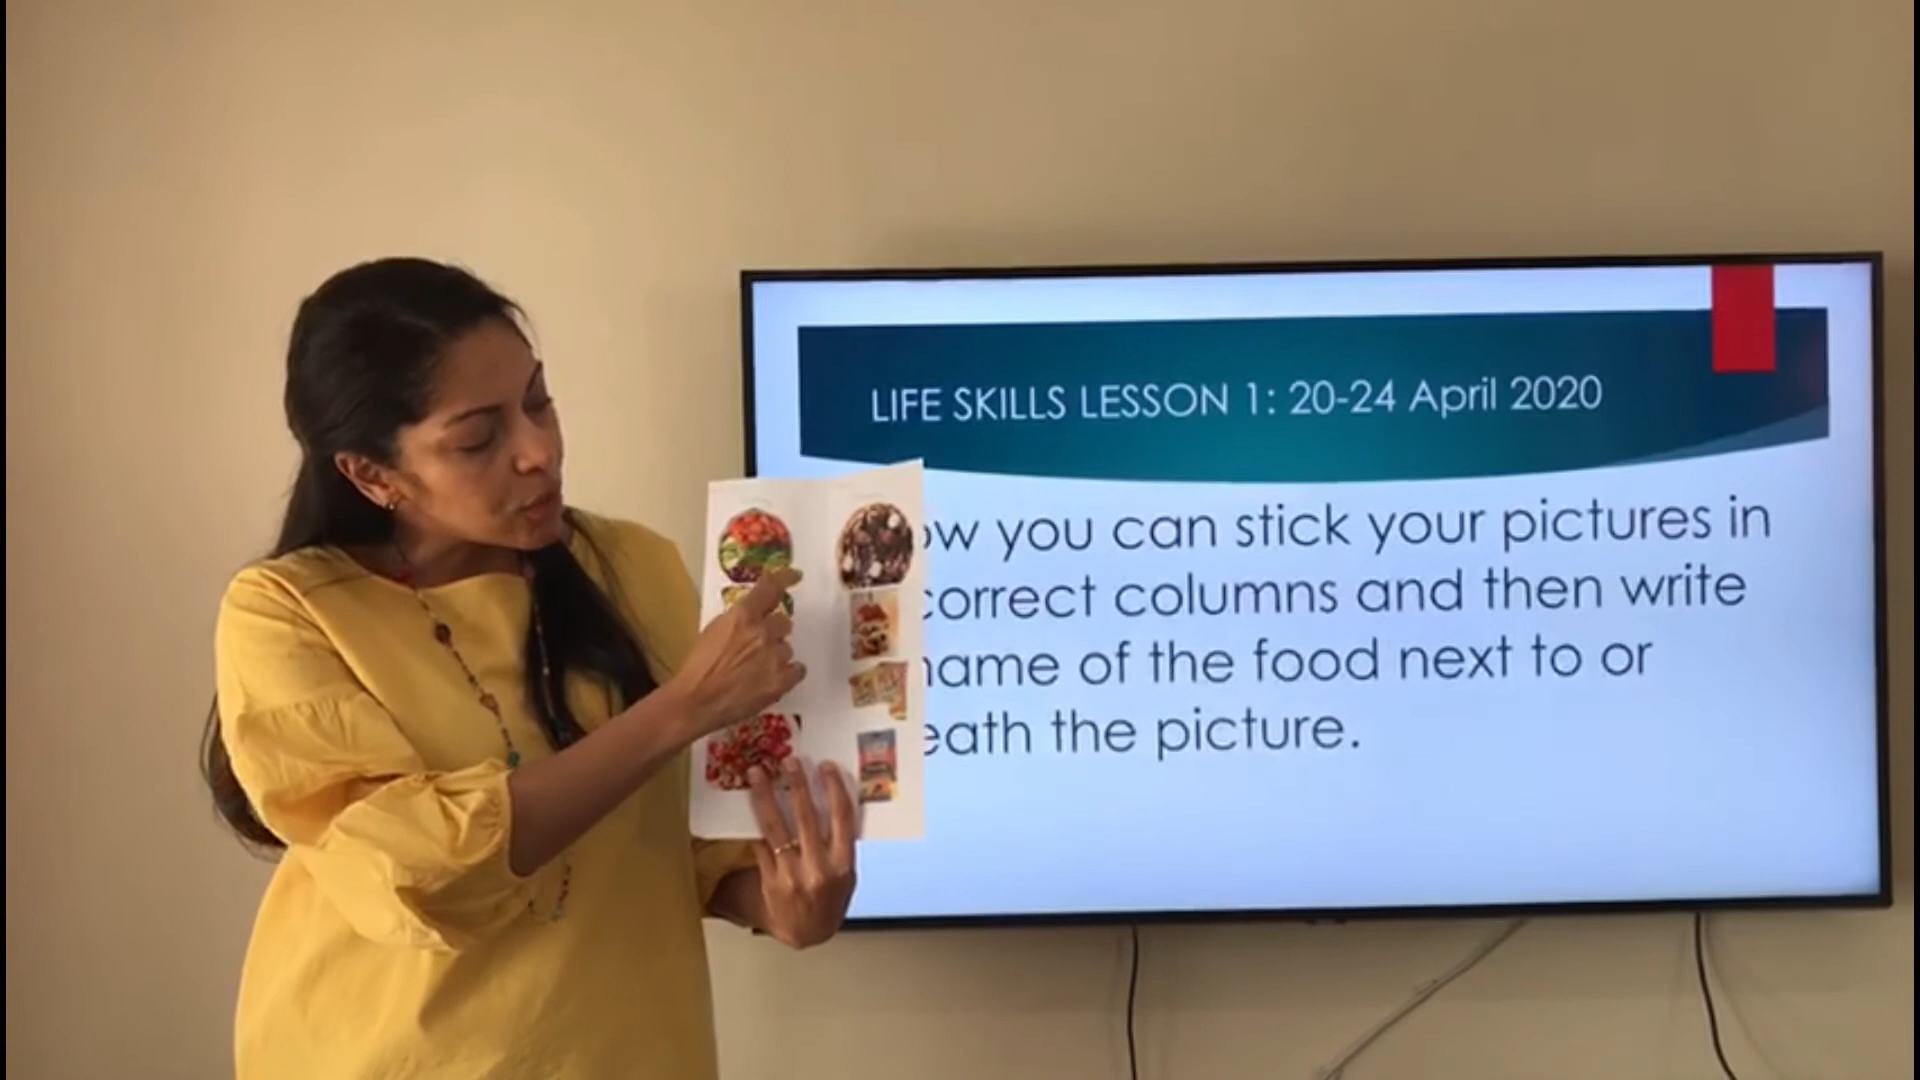 LIFE SKILLS LESSON 1: 20-24 April 2020
you can stick your pictures in
correct columns and then write
name of the food next to or
the picture.